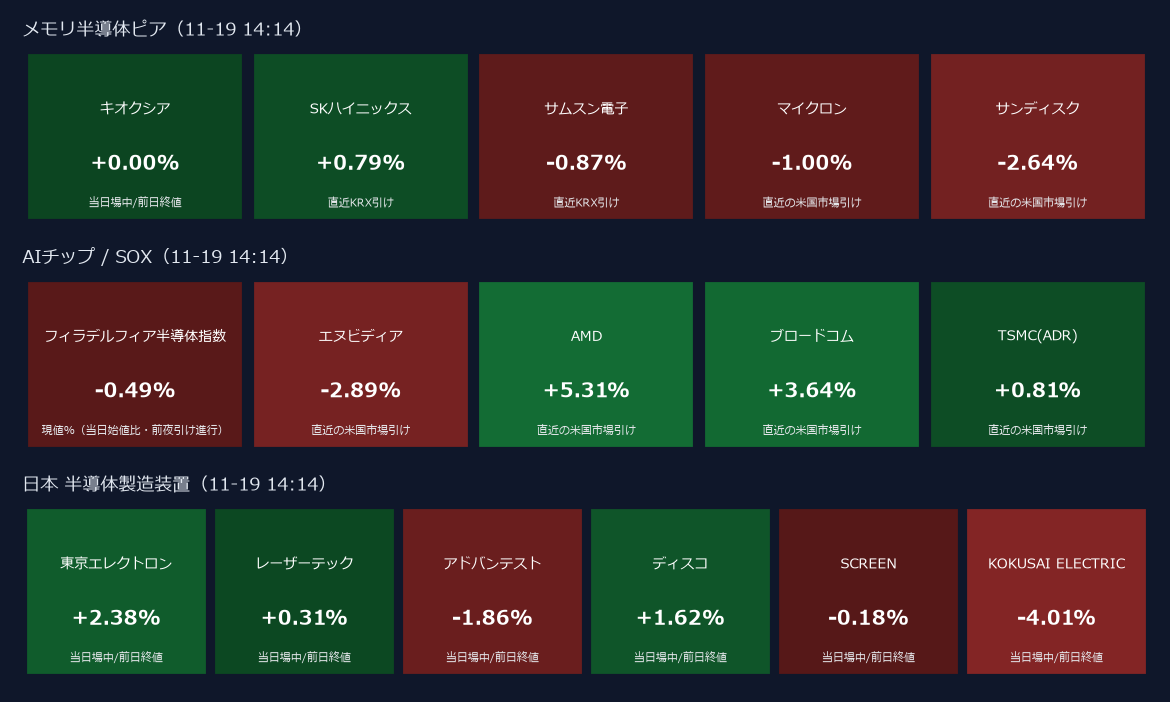 メモリ半導体ピア（11-19 14:14）
キオクシア
+0.00%
当日場中/前日終値
SKハイニックス
+0.79%
直近KRX引け
サムスン電子
-0.87%
直近KRX引け
マイクロン
-1.00%
直近の米国市場引け
サンディスク
-2.64%
直近の米国市場引け
AIチップ / SOX（11-19 14:14）
フィラデルフィア半導体指数
-0.49%
現値%（当日始値比・前夜引け進行）
エヌビディア
-2.89%
直近の米国市場引け
AMD
+5.31%
直近の米国市場引け
ブロードコム
+3.64%
直近の米国市場引け
TSMC(ADR)
+0.81%
直近の米国市場引け
日本 半導体製造装置（11-19 14:14）
東京エレクトロン
+2.38%
当日場中/前日終値
レーザーテック
+0.31%
当日場中/前日終値
アドバンテスト
-1.86%
当日場中/前日終値
ディスコ
+1.62%
当日場中/前日終値
SCREEN
-0.18%
当日場中/前日終値
KOKUSAI ELECTRIC
-4.01%
当日場中/前日終値